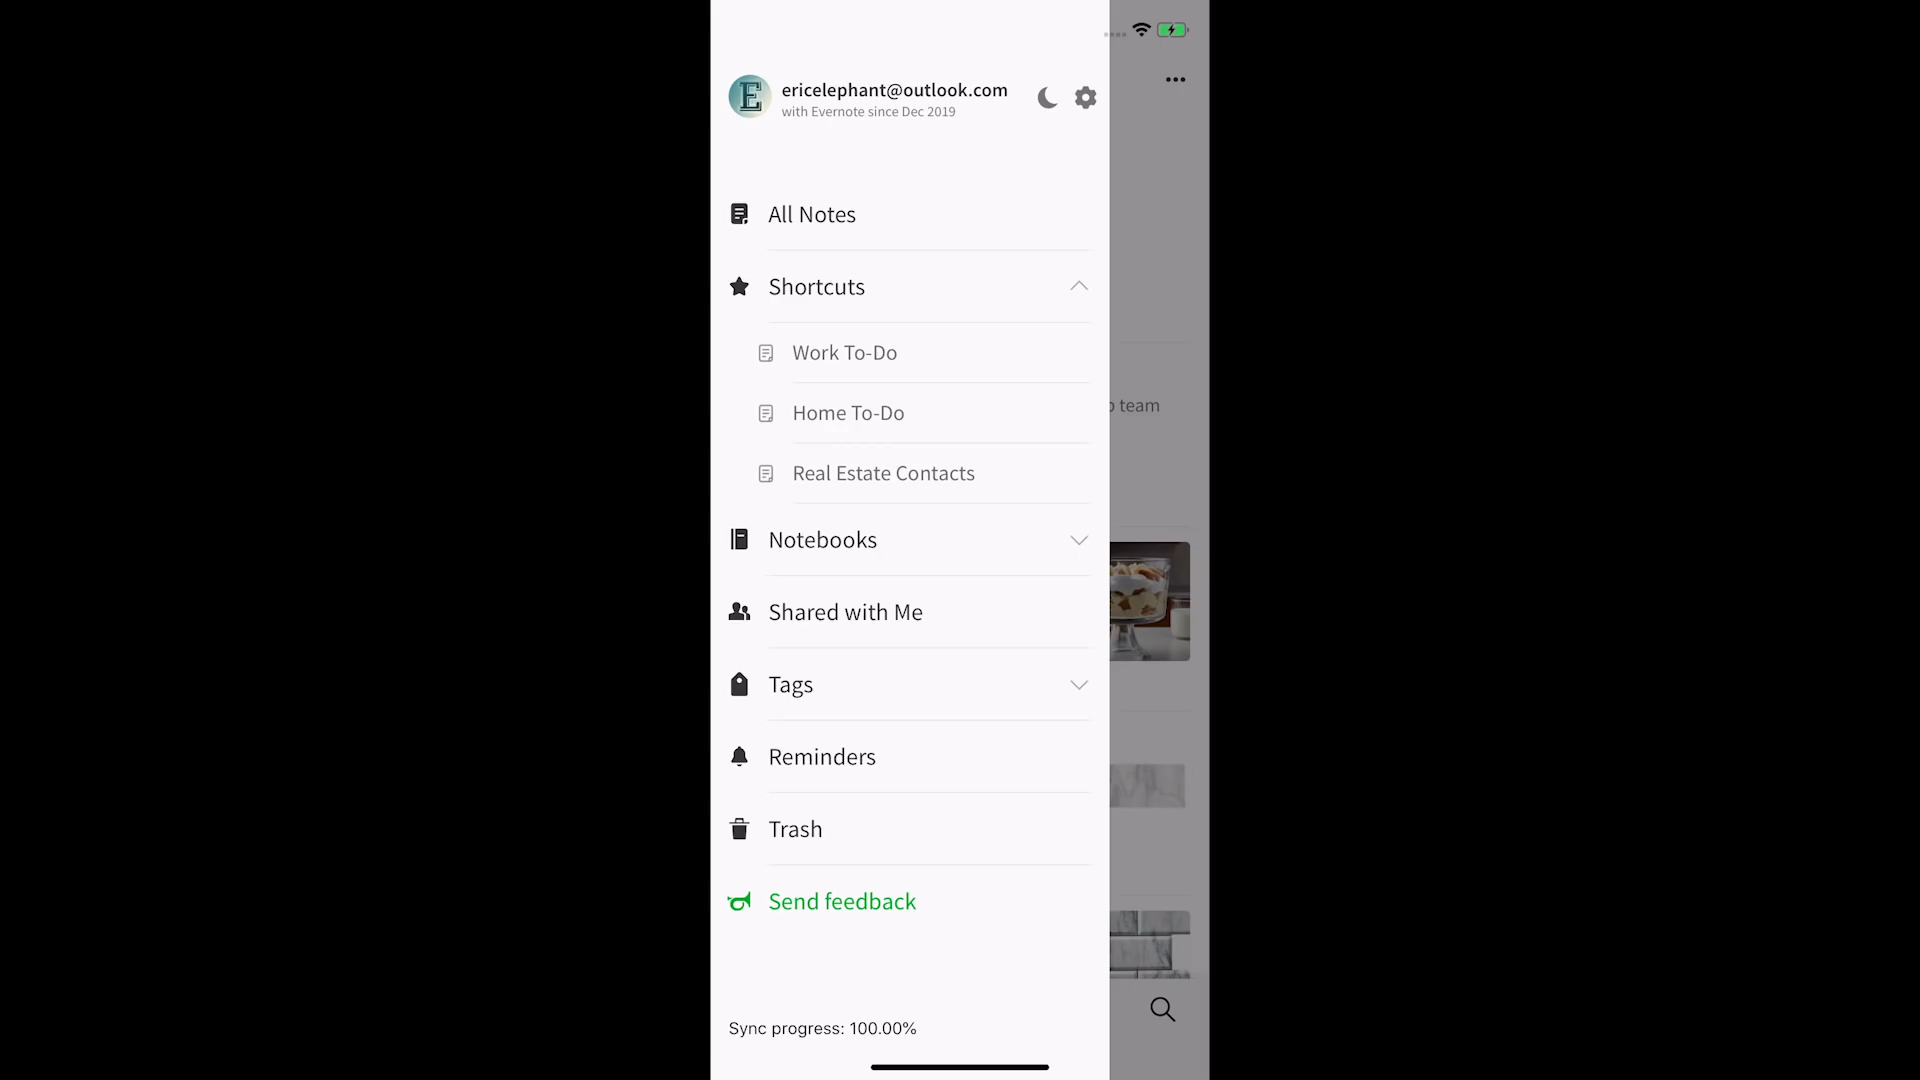 ericelephant@outlook.com
with Evernote since Dec 2019
All Notes
Shortcuts
Work To-Do
Home To-Do
team
Real Estate Contacts
Notebooks
Shared with Me
Tags
Reminders
Trash
Send feedback
Sync progress: 100.00%